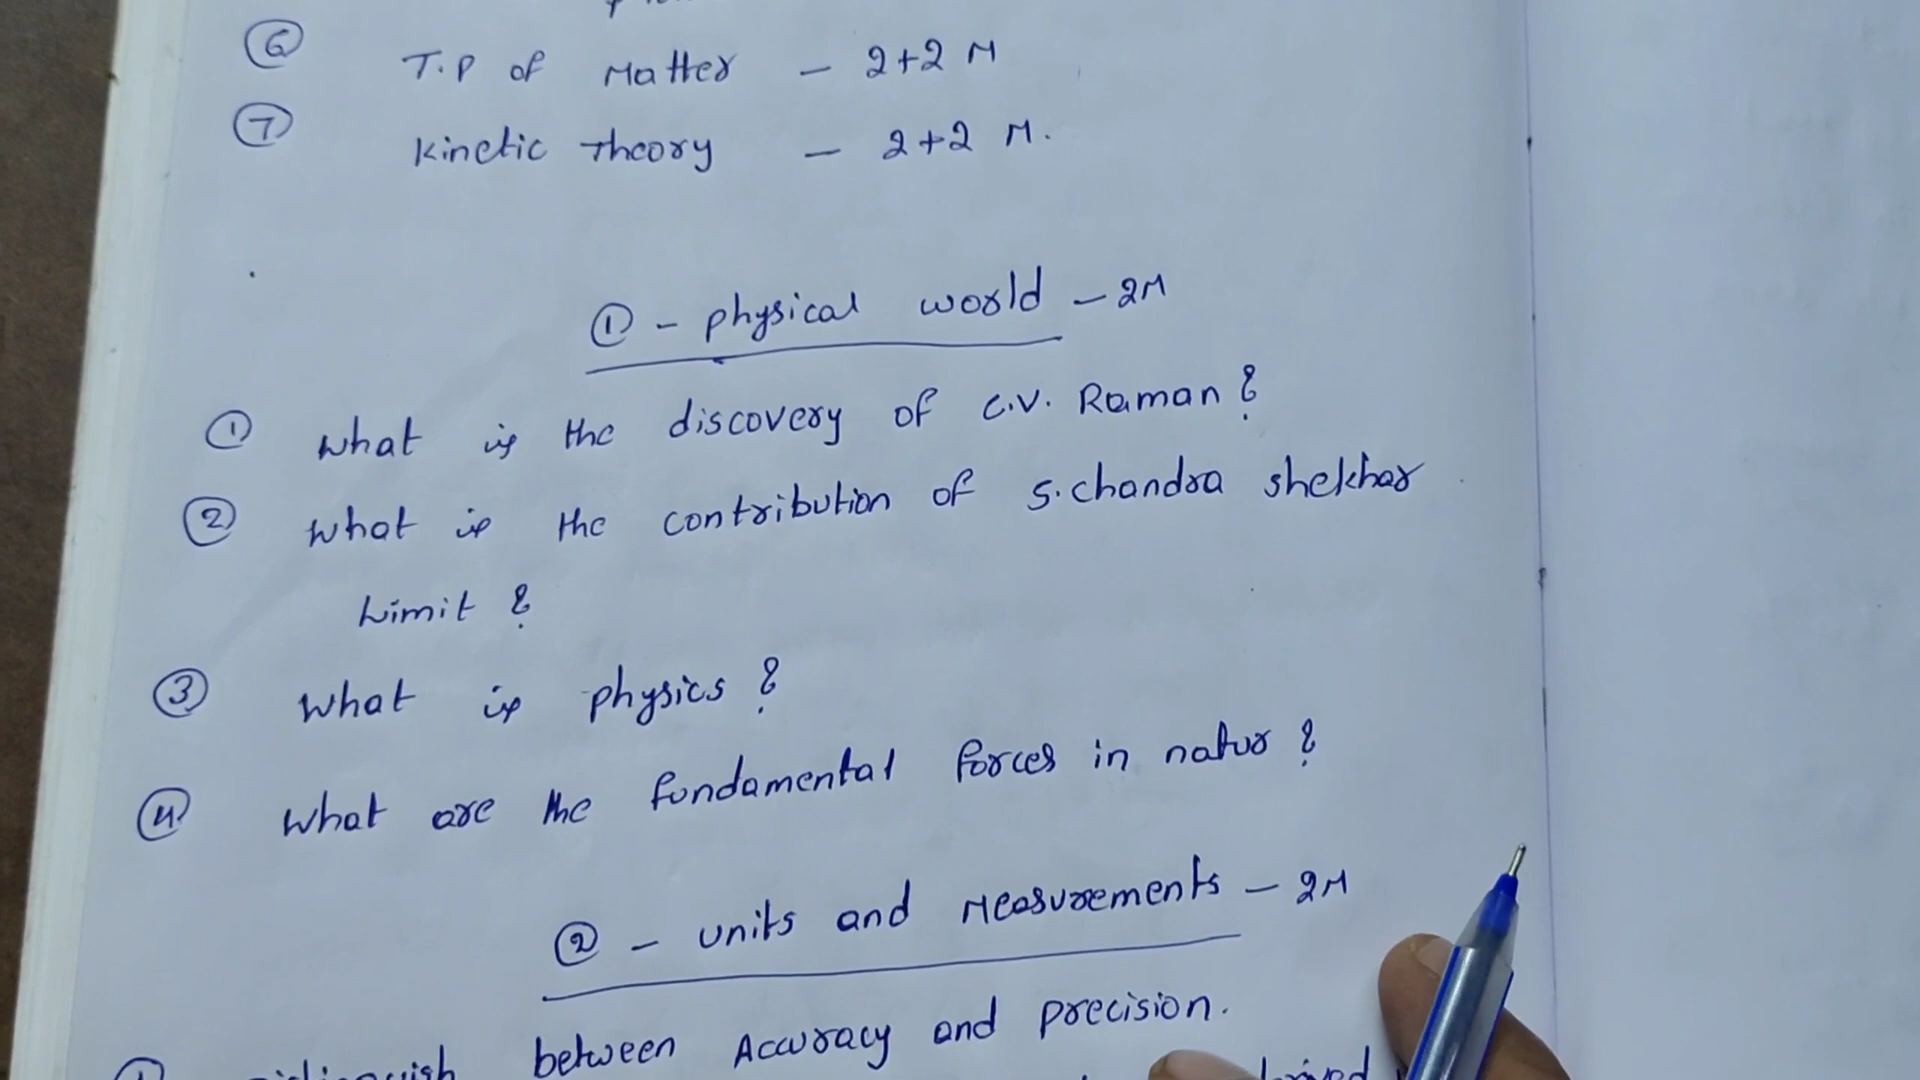 ⑥ T.P of Matter - 2+2 M
⑦ Kinetic Theory - 2+2 M.
① - physical world - 2M
① What is the discovery of C.V. Raman?
② What is the contribution of S.chandra shekhar
Limit ?
③ What is physics ?
④ What are the fundamental forces in natur ?
② - units and Measurements - 2M
between Accuracy and precision.